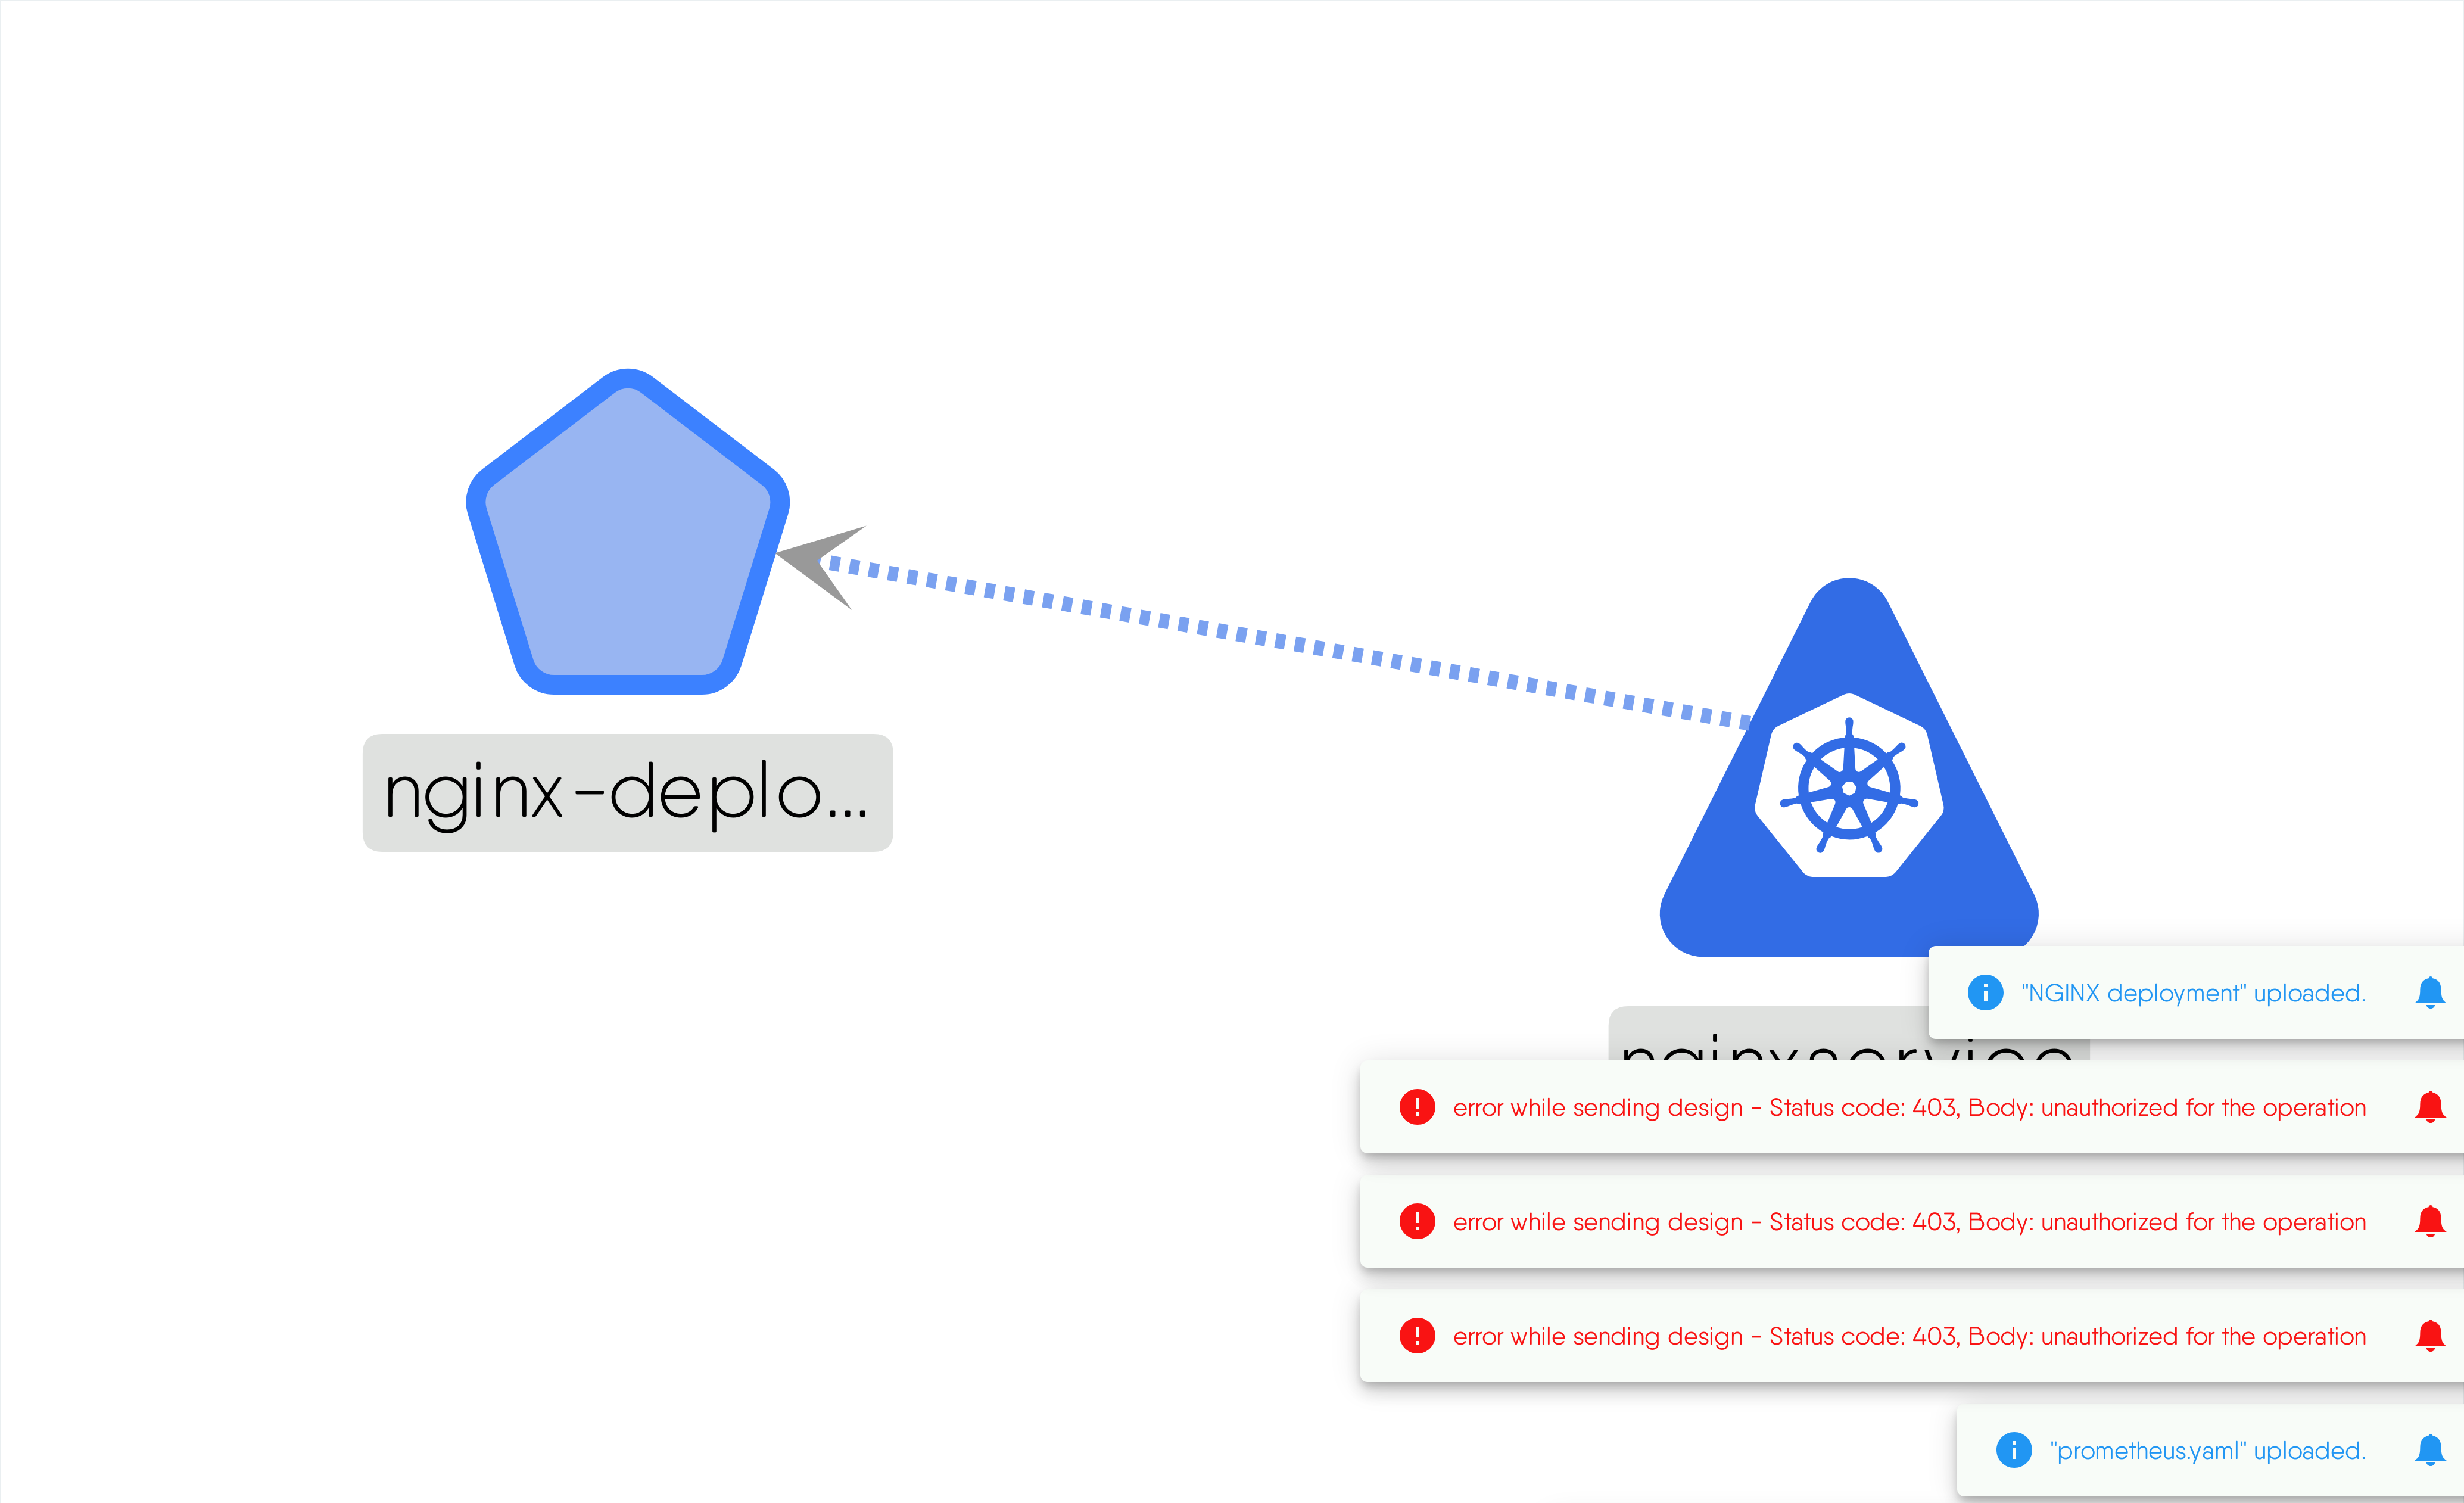 nginx-deplo...
"NGINX deployment" uploaded.
nginxservice
error while sending design - Status code: 403, Body: unauthorized for the operation
error while sending design - Status code: 403, Body: unauthorized for the operation
error while sending design - Status code: 403, Body: unauthorized for the operation
"prometheus.yaml" uploaded.